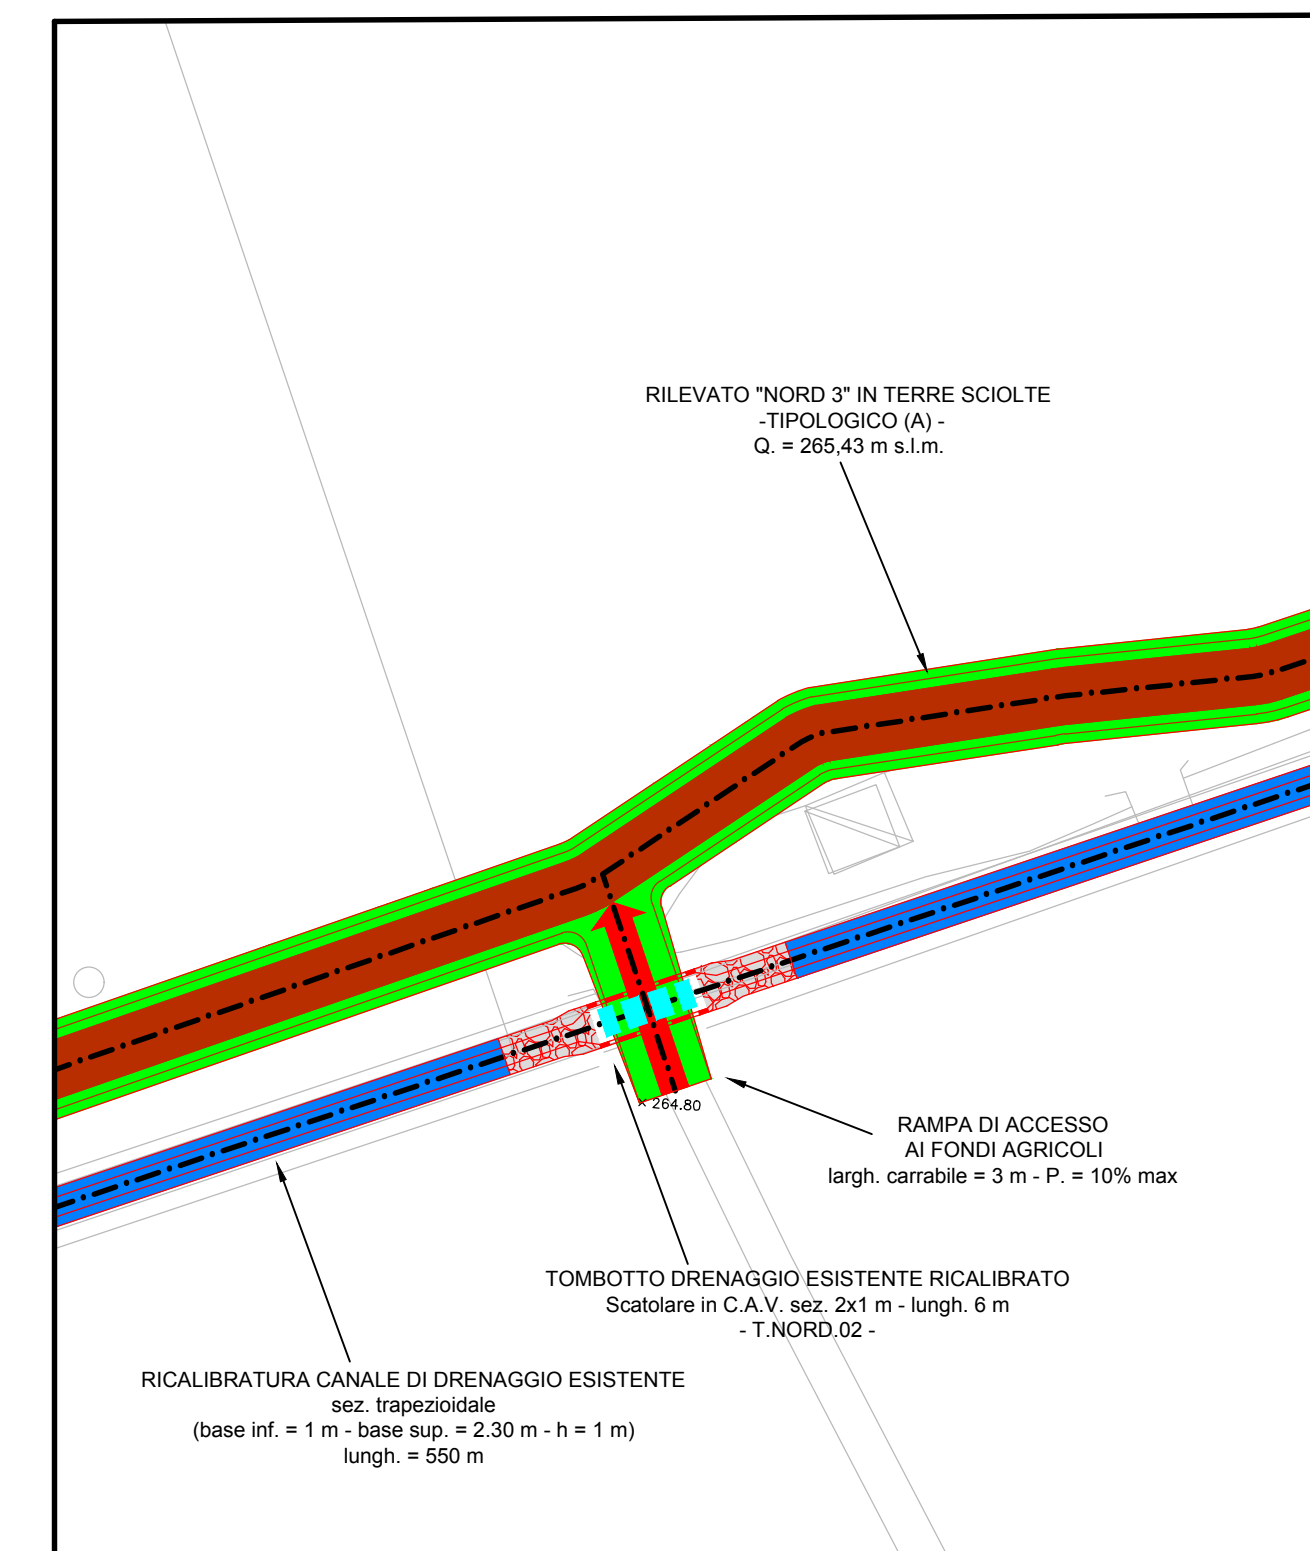 RILEVATO "NORD 3" IN TERRE SCIOLTE
-TIPOLOGICO (A) -
Q. = 265,43 m s.l.m.
264.80
RAMPA DI ACCESSO
AI FONDI AGRICOLI
largh. carrabile = 3 m - P. = 10% max
TOMBOTTO DRENAGGIO ESISTENTE RICALIBRATO
Scatolare in C.A.V. sez. 2x1 m - lungh. 6 m
- T.NORD.02 -
RICALIBRATURA CANALE DI DRENAGGIO ESISTENTE
sez. trapezioidale
(base inf. = 1 m - base sup. = 2.30 m - h = 1 m)
lungh. = 550 m